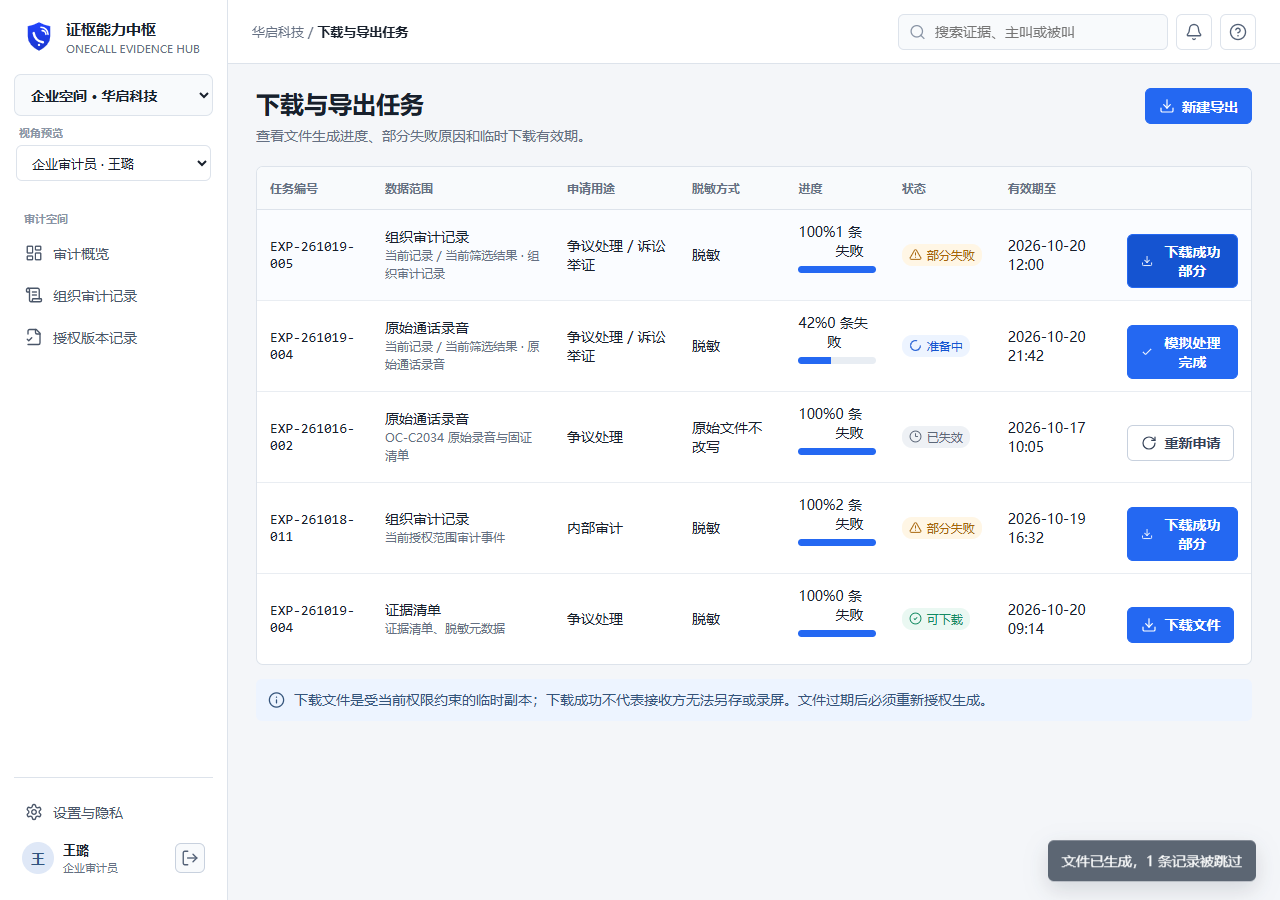 证枢能力中枢
ONECALL EVIDENCE HUB
企业空间 • 华启科技
视角预览
企业审计员 · 王璐
审计空间
审计概览
组织审计记录
授权版本记录
设置与隐私
王
王璐
企业审计员
华启科技 / 下载与导出任务
搜索证据、主叫或被叫
下载与导出任务
查看文件生成进度、部分失败原因和临时下载有效期。
新建导出
任务编号
数据范围
申请用途
脱敏方式
进度
状态
有效期至
EXP-261019-
005
组织审计记录
当前记录 / 当前筛选结果 · 组
织审计记录
争议处理 / 诉讼
举证
脱敏
100%1 条
失败
部分失败
2026-10-20
12:00
下载成功
部分
EXP-261019-
004
原始通话录音
当前记录 / 当前筛选结果 · 原
始通话录音
争议处理 / 诉讼
举证
脱敏
42%0 条失
败
准备中
2026-10-20
21:42
模拟处理
完成
EXP-261016-
002
原始通话录音
OC-C2034 原始录音与固证
清单
争议处理
原始文件不
改写
100%0 条
失败
已失效
2026-10-17
10:05
重新申请
EXP-261018-
011
组织审计记录
当前授权范围审计事件
内部审计
脱敏
100%2 条
失败
部分失败
2026-10-19
16:32
下载成功
部分
EXP-261019-
004
证据清单
证据清单、脱敏元数据
争议处理
脱敏
100%0 条
失败
可下载
2026-10-20
09:14
下载文件
下载文件是受当前权限约束的临时副本；下载成功不代表接收方无法另存或录屏。文件过期后必须重新授权生成。
文件已生成，1 条记录被跳过